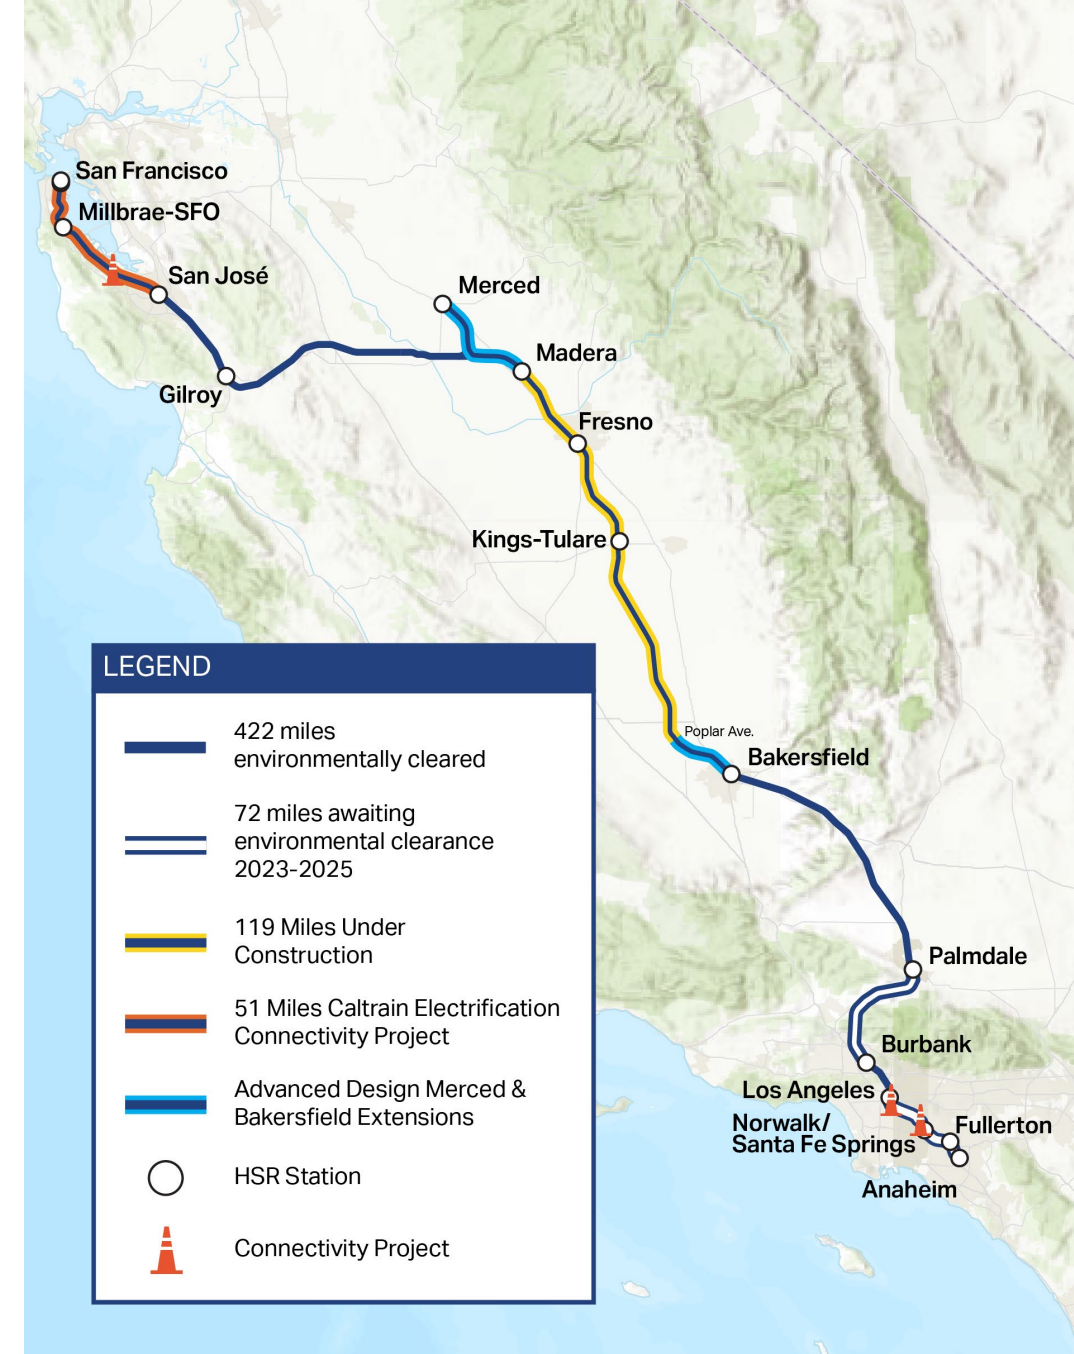 San Francisco
Millbrae-SFO
San José
Merced
Madera
Gilroy
Fresno
Kings-Tulare
Poplar Ave.
Bakersfield
Palmdale
Burbank
Los Angeles
Norwalk/
Santa Fe Springs
Fullerton
Anaheim
LEGEND
422 miles
environmentally cleared
72 miles awaiting
environmental clearance
2023-2025
119 Miles Under
Construction
51 Miles Caltrain Electrification
Connectivity Project
Advanced Design Merced &
Bakersfield Extensions
HSR Station
Connectivity Project